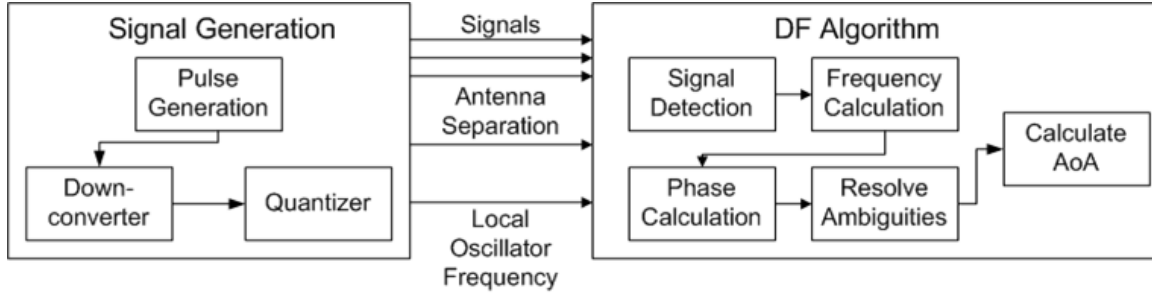 Signal Generation
Pulse
Generation
Down-
converter
Quantizer
Signals
Antenna
Separation
Local
Oscillator
Frequency
DF Algorithm
Signal
Detection
Frequency
Calculation
Phase
Calculation
Resolve
Ambiguities
Calculate
AoA